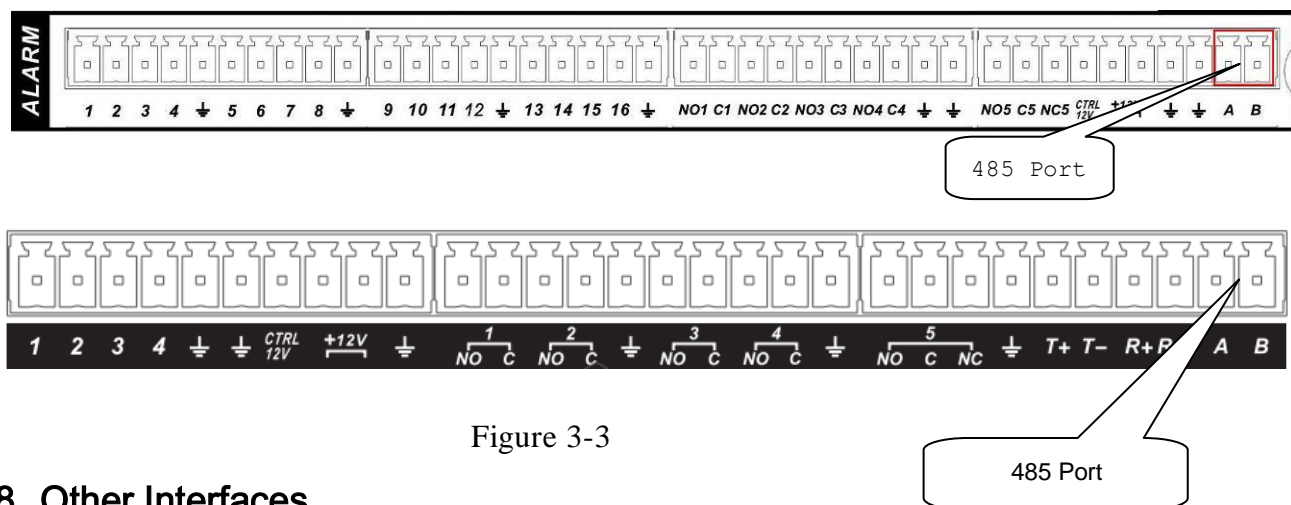 ALARM
1 2 3 4 ⏚ 5 6 7 8 ⏚ 9 10 11 12 ⏚ 13 14 15 16 ⏚ NO1 C1 NO2 C2 NO3 C3 NO4 C4 ⏚ ⏚ NO5 C5 NC5 CTRL 12V ⏚ ⏚ A B
485 Port
1 2 3 4 ⏚ ⏚ CTRL 12V +12V ⏚ 1 NO C 2 NO C ⏚ 3 NO C 4 NO C ⏚ 5 NO C NC ⏚ T+ T- R+ A B
Figure 3-3
485 Port
8 Other Interfaces